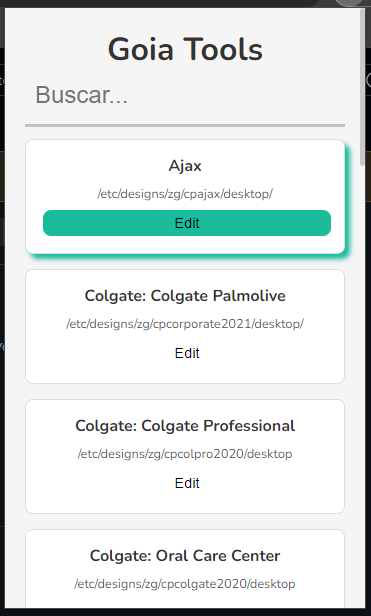 Goia Tools
Buscar...
Ajax
/etc/designs/zg/cpajax/desktop/
Edit
Colgate: Colgate Palmolive
/etc/designs/zg/cpcorporate2021/desktop/
Edit
Colgate: Colgate Professional
/etc/designs/zg/cpcolpro2020/desktop
Edit
Colgate: Oral Care Center
/etc/designs/zg/cpcolgate2020/desktop